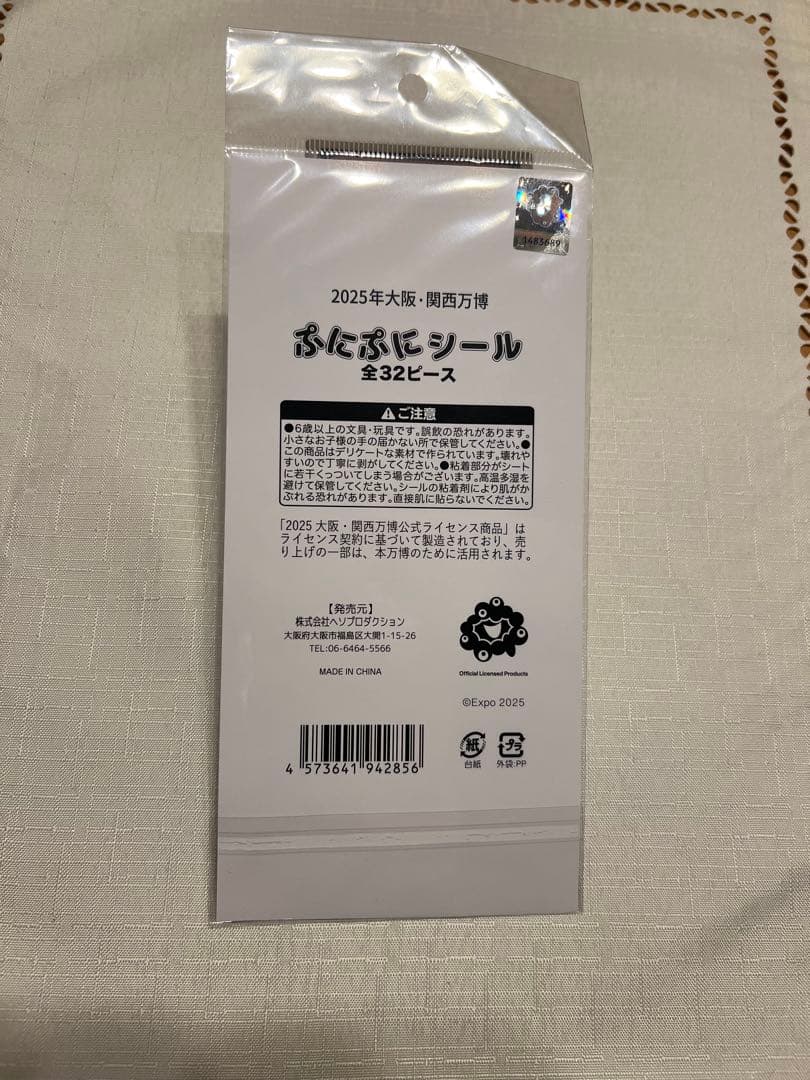 1483689
2025年大阪・関西万博
ぷにぷにシール
全32ピース
ご注意
●6歳以上の文具・玩具です。誤飲の恐れがあります。
小さなお子様の手の届かない所で保管してください。●
この商品はデリケートな素材で作られています。壊れや
すいので丁寧に剥がしてください。●粘着部分がシート
に若干くっついてしまう場合がございます。高温多湿を
避けて保管してください。シールの粘着剤により肌がか
ぶれる恐れがあります。直接肌に貼らないでください。
「2025 大阪・関西万博公式ライセンス商品」は
ライセンス契約に基づいて製造されており、売
り上げの一部は、本万博のために活用されます。
【発売元】
株式会社ヘソプロダクション
大阪府大阪市福島区大開1-15-26
TEL:06-6464-5566
MADE IN CHINA
Official Licensed Products
©Expo 2025
4 573641 942856
紙
台紙
プラ
外袋:PP